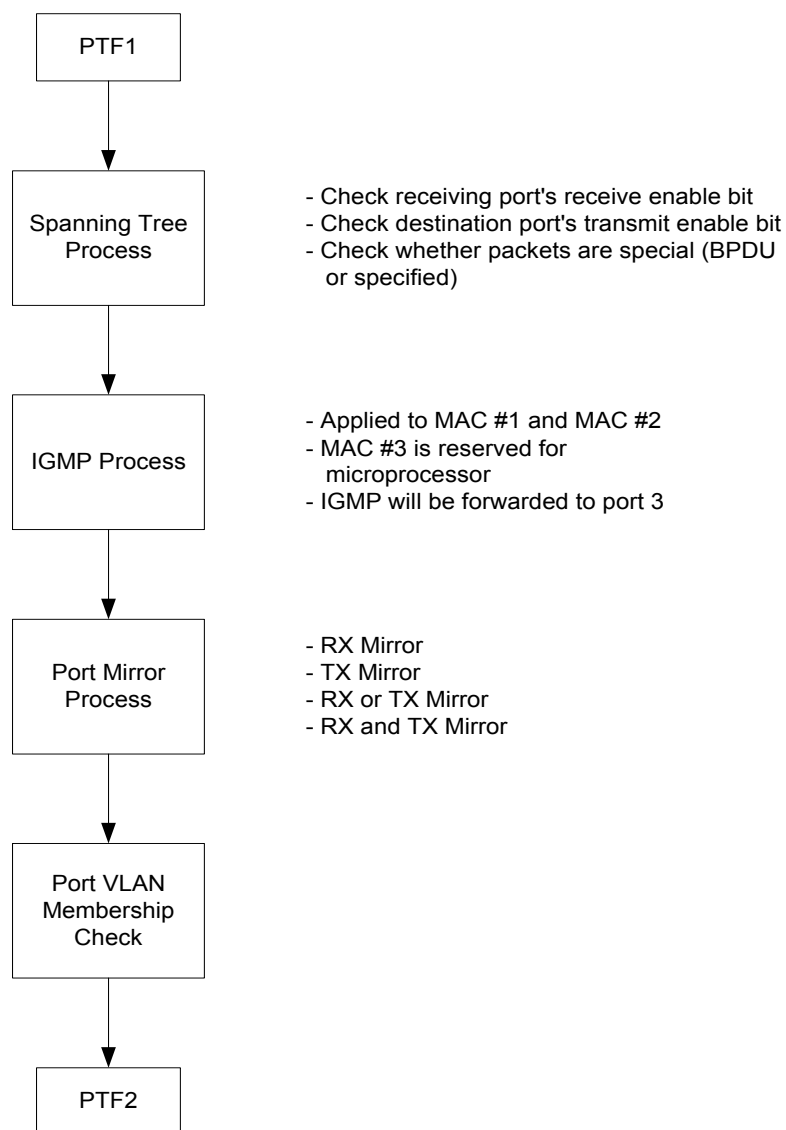 PTF1
Spanning Tree
Process
- Check receiving port's receive enable bit
- Check destination port's transmit enable bit
- Check whether packets are special (BPDU
or specified)
IGMP Process
- Applied to MAC #1 and MAC #2
- MAC #3 is reserved for
microprocessor
- IGMP will be forwarded to port 3
Port Mirror
Process
- RX Mirror
- TX Mirror
- RX or TX Mirror
- RX and TX Mirror
Port VLAN
Membership
Check
PTF2